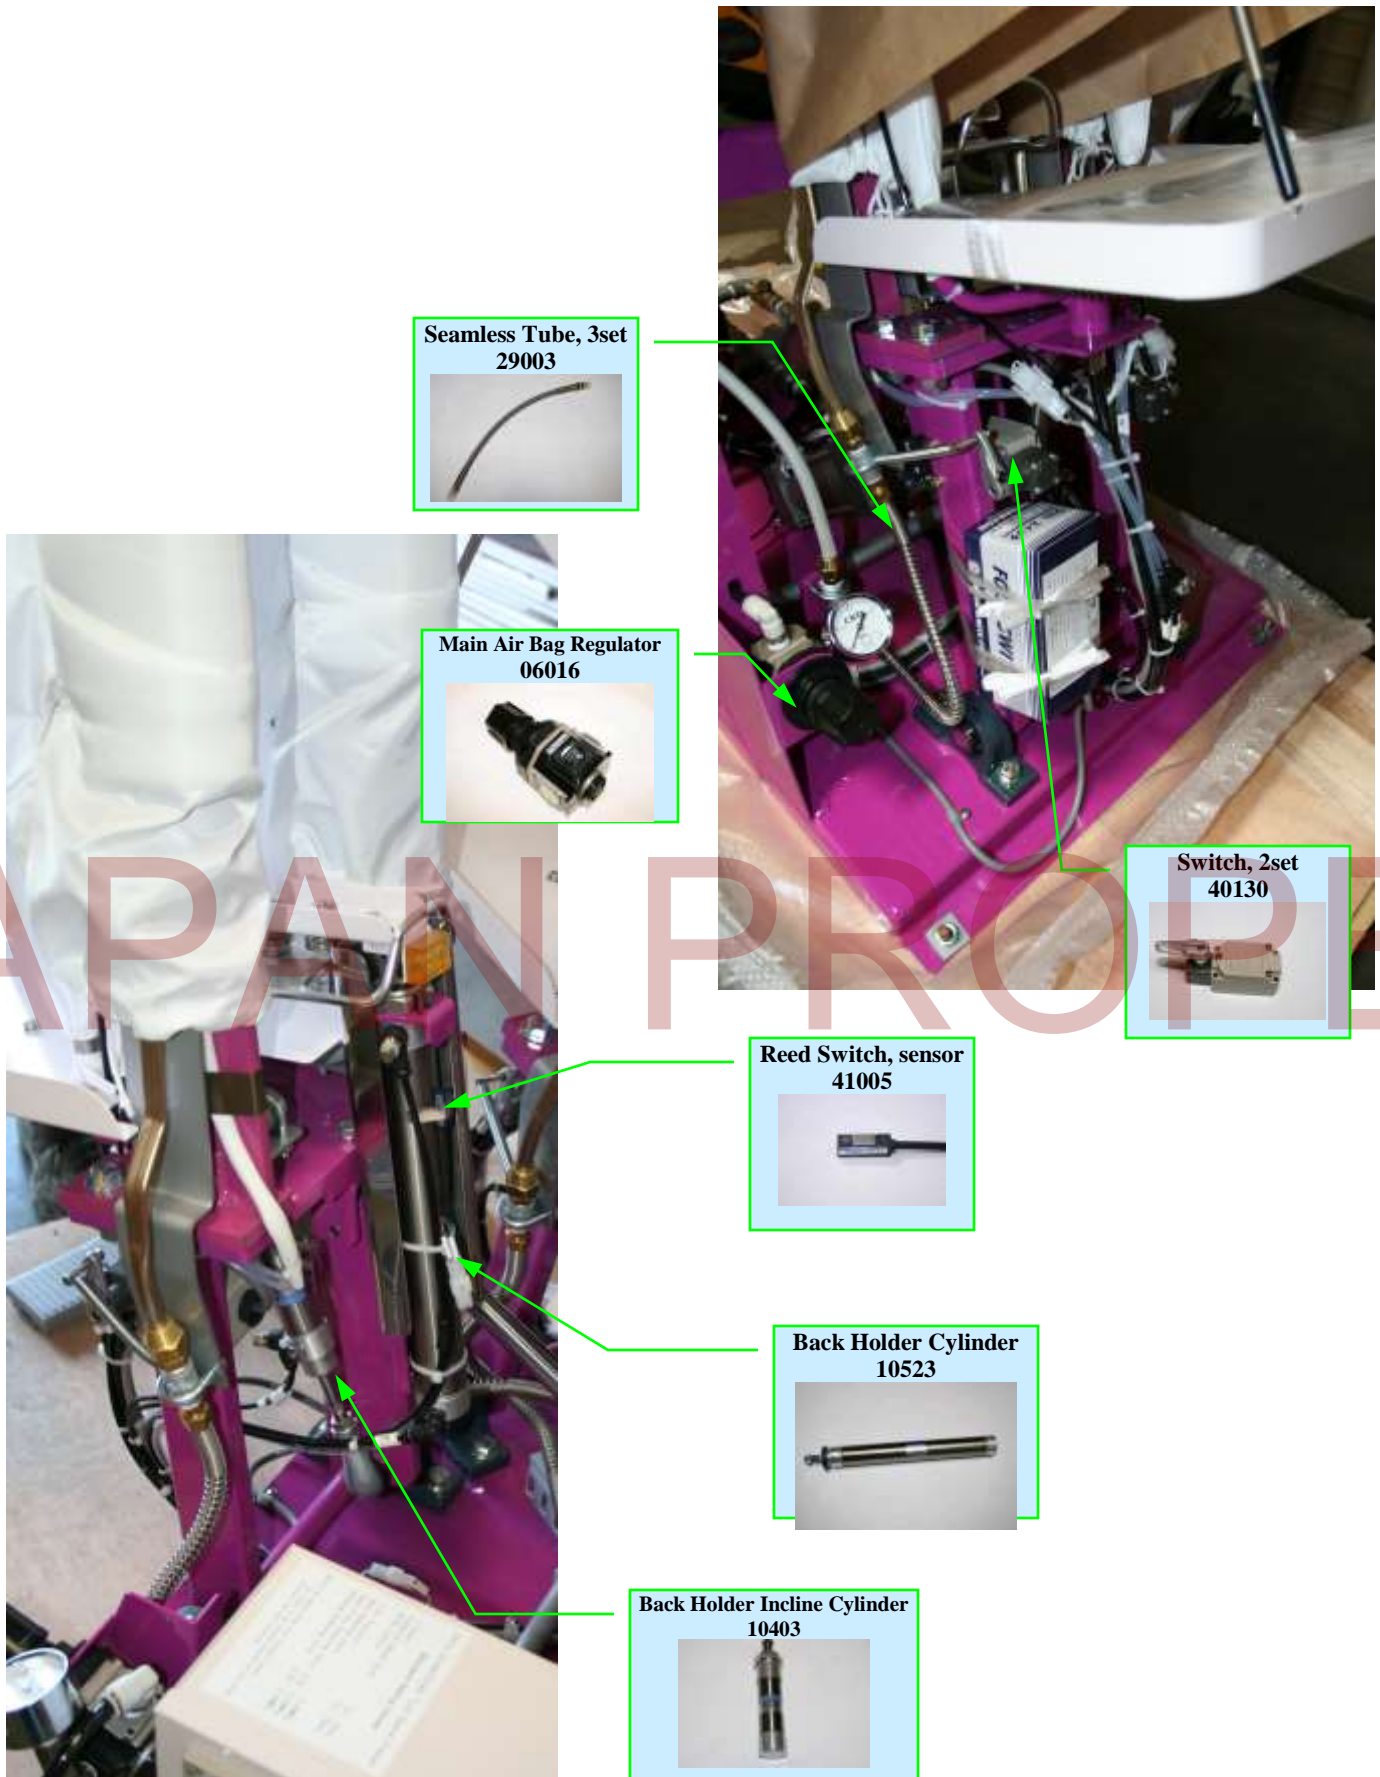 Seamless Tube, 3set
29003
Main Air Bag Regulator
06016
Switch, 2set
40130
APAN PROPE
Reed Switch, sensor
41005
Back Holder Cylinder
10523
Back Holder Incline Cylinder
10403